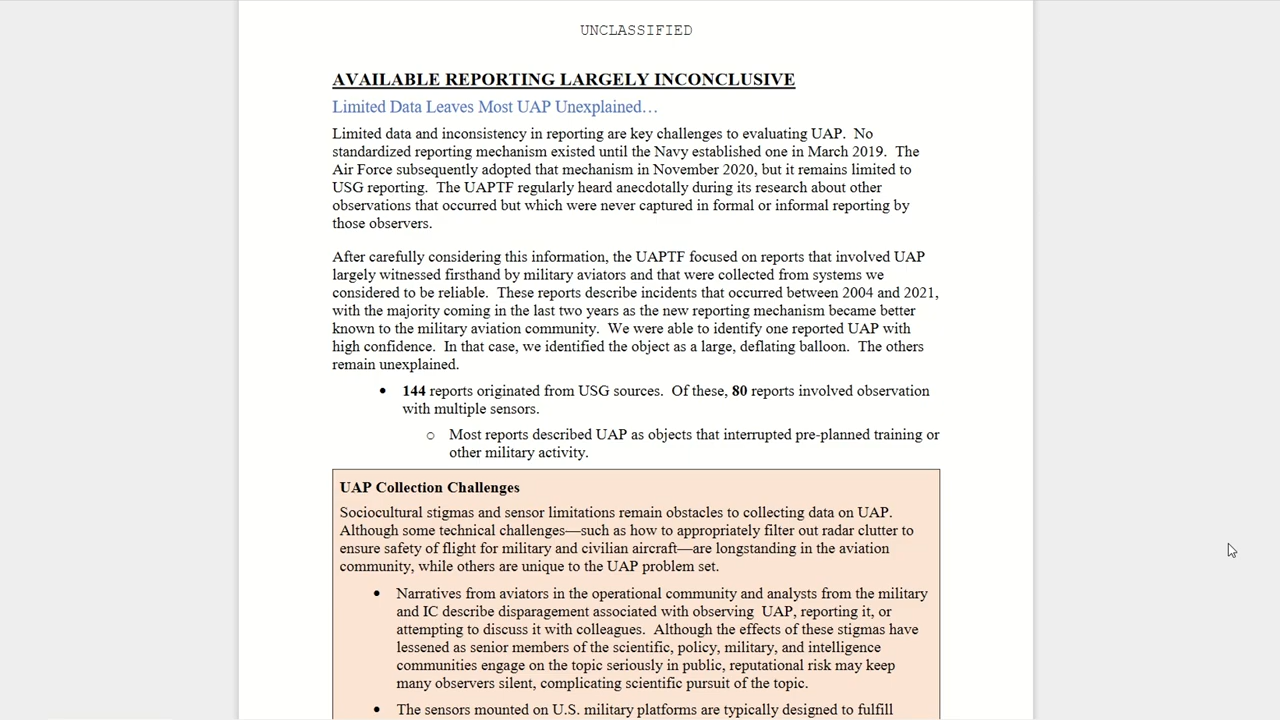 UNCLASSIFIED
AVAILABLE REPORTING LARGELY INCONCLUSIVE
Limited Data Leaves Most UAP Unexplained…
Limited data and inconsistency in reporting are key challenges to evaluating UAP.  No
standardized reporting mechanism existed until the Navy established one in March 2019.  The
Air Force subsequently adopted that mechanism in November 2020, but it remains limited to
USG reporting.  The UAPTF regularly heard anecdotally during its research about other
observations that occurred but which were never captured in formal or informal reporting by
those observers.
After carefully considering this information, the UAPTF focused on reports that involved UAP
largely witnessed firsthand by military aviators and that were collected from systems we
considered to be reliable.  These reports describe incidents that occurred between 2004 and 2021,
with the majority coming in the last two years as the new reporting mechanism became better
known to the military aviation community.  We were able to identify one reported UAP with
high confidence.  In that case, we identified the object as a large, deflating balloon.  The others
remain unexplained.
• 144 reports originated from USG sources.  Of these, 80 reports involved observation
with multiple sensors.
o Most reports described UAP as objects that interrupted pre-planned training or
other military activity.
UAP Collection Challenges
Sociocultural stigmas and sensor limitations remain obstacles to collecting data on UAP.
Although some technical challenges—such as how to appropriately filter out radar clutter to
ensure safety of flight for military and civilian aircraft—are longstanding in the aviation
community, while others are unique to the UAP problem set.
• Narratives from aviators in the operational community and analysts from the military
and IC describe disparagement associated with observing  UAP, reporting it, or
attempting to discuss it with colleagues.  Although the effects of these stigmas have
lessened as senior members of the scientific, policy, military, and intelligence
communities engage on the topic seriously in public, reputational risk may keep
many observers silent, complicating scientific pursuit of the topic.
• The sensors mounted on U.S. military platforms are typically designed to fulfill